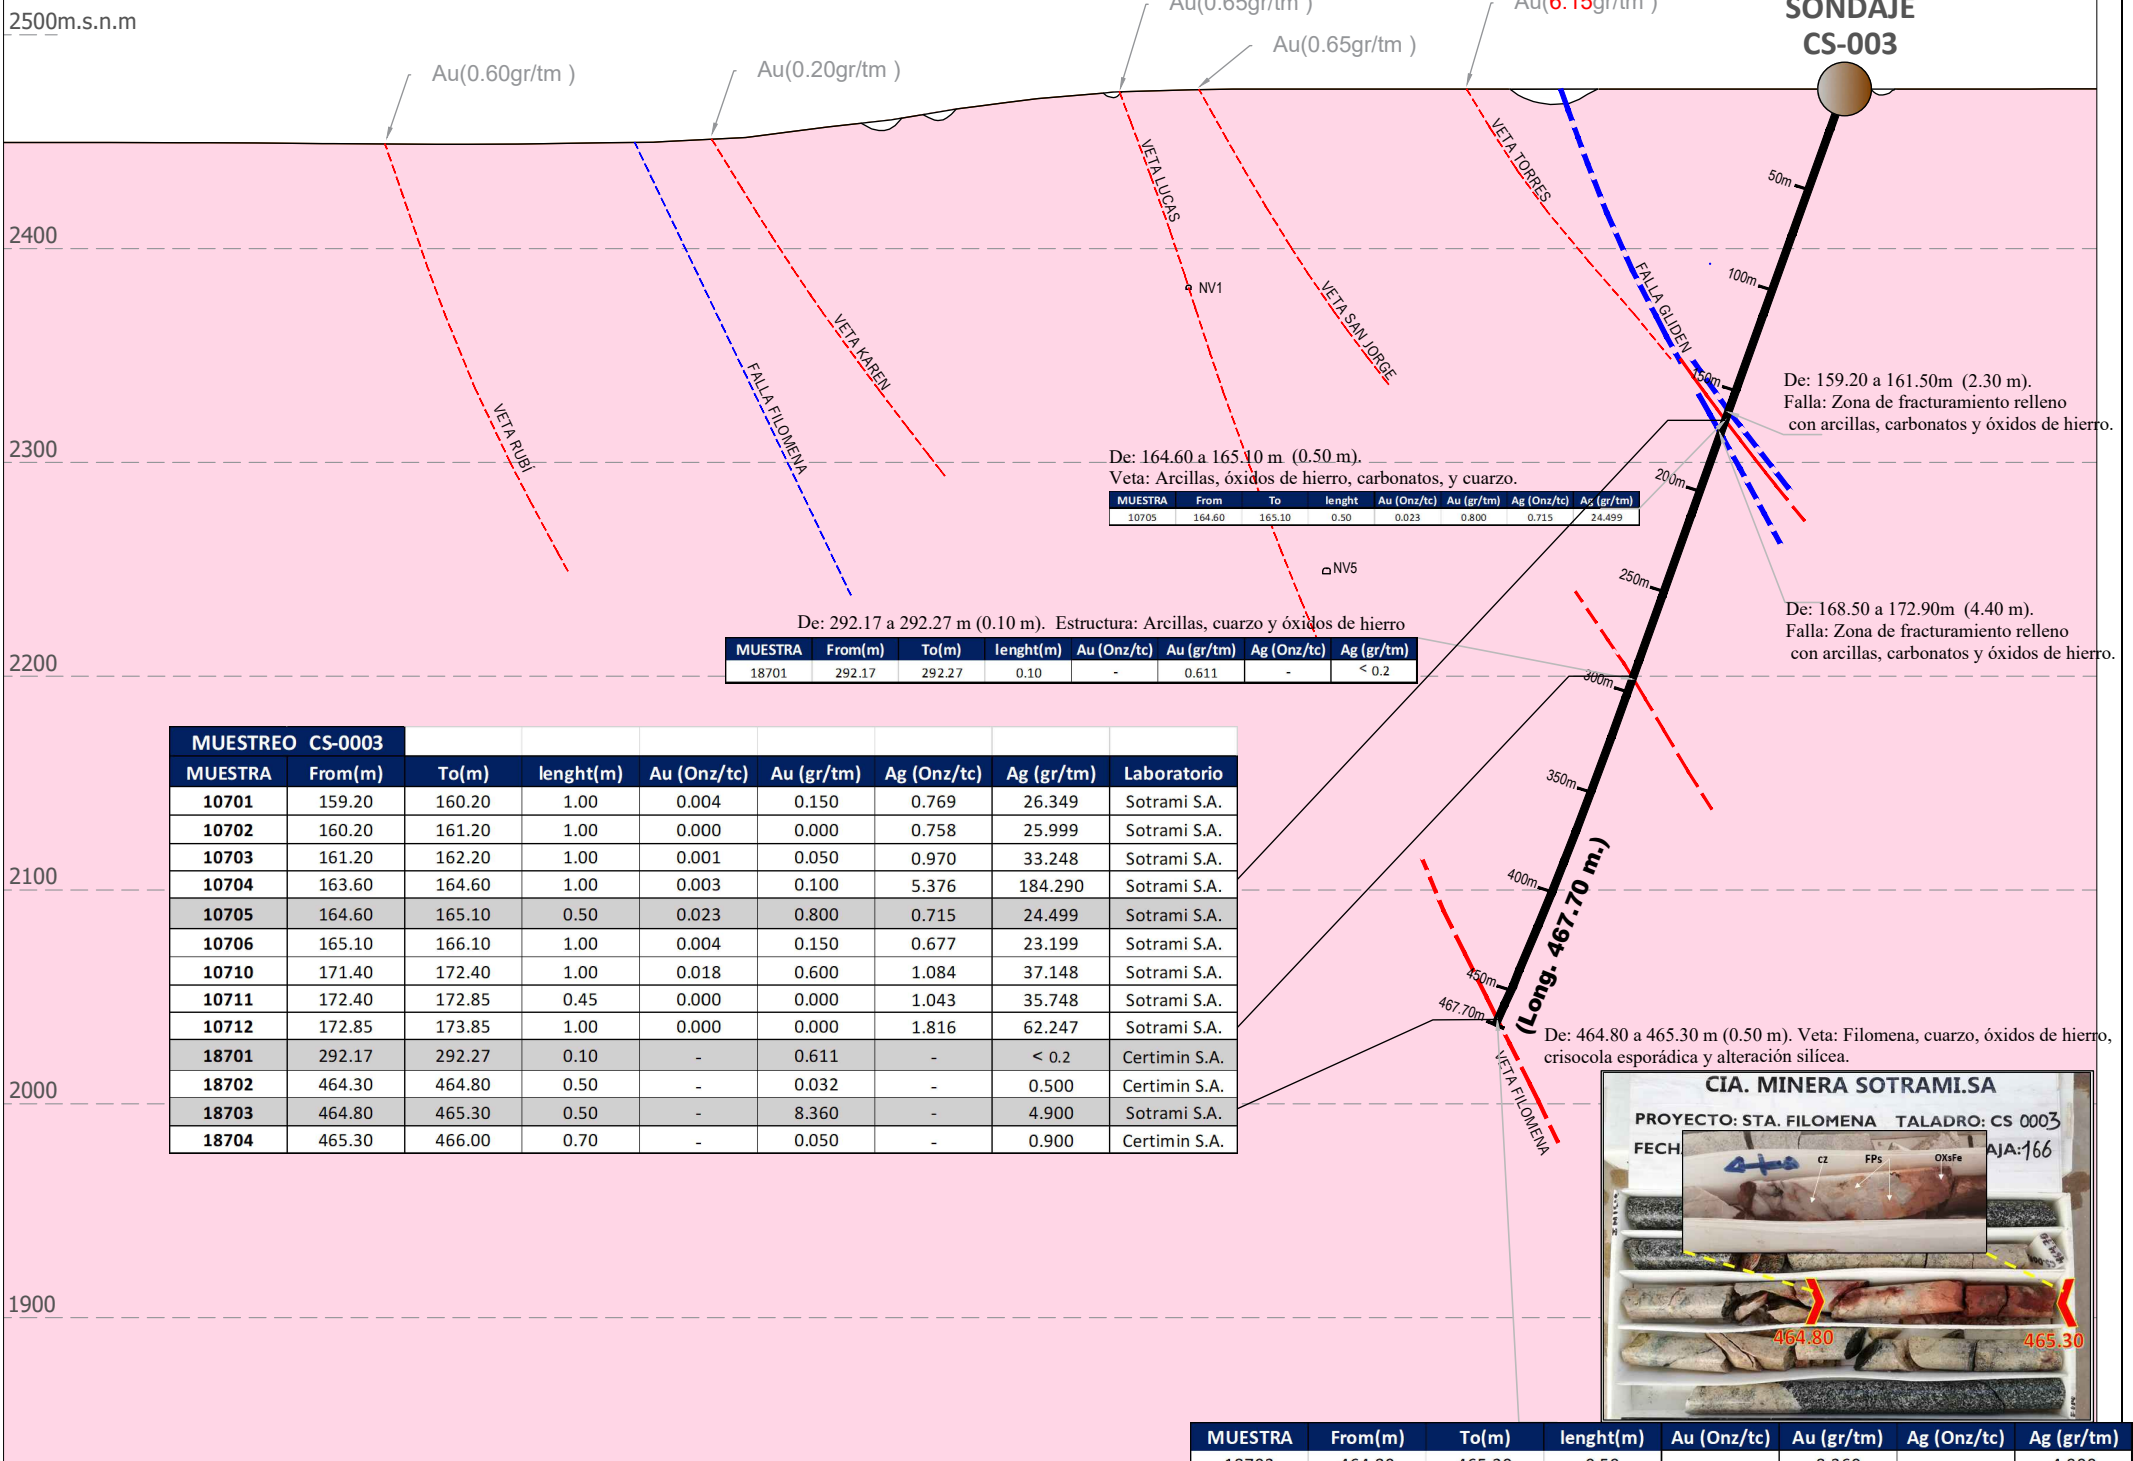 2500m.s.n.m
Au(0.65gr/tm )
Au(6.15gr/tm )
SONDAJE
CS-003
Au(0.60gr/tm )
Au(0.20gr/tm )
Au(0.65gr/tm )
VETA RUBÍ
FALLA FILOMENA
VETA KAREN
VETA LUCAS
VETA SAN JORGE
VETA TORRES
FALLA GLIDEN
NV1
NV5
2400
2300
2200
2100
2000
1900
50m
100m
150m
200m
250m
300m
350m
400m
450m
467.70m
(Long. 467.70 m.)
VETA FILOMENA
De: 159.20 a 161.50m (2.30 m).
Falla: Zona de fracturamiento relleno
con arcillas, carbonatos y óxidos de hierro.
De: 164.60 a 165.10 m (0.50 m).
Veta: Arcillas, óxidos de hierro, carbonatos, y cuarzo.
MUESTRA From To lenght Au (Onz/tc) Au (gr/tm) Ag (Onz/tc) Ag (gr/tm)
10705 164.60 165.10 0.50 0.023 0.800 0.715 24.499
De: 168.50 a 172.90m (4.40 m).
Falla: Zona de fracturamiento relleno
con arcillas, carbonatos y óxidos de hierro.
De: 292.17 a 292.27 m (0.10 m). Estructura: Arcillas, cuarzo y óxidos de hierro
MUESTRA From(m) To(m) lenght(m) Au (Onz/tc) Au (gr/tm) Ag (Onz/tc) Ag (gr/tm)
18701 292.17 292.27 0.10 - 0.611 - < 0.2
MUESTREO CS-0003
MUESTRA From(m) To(m) lenght(m) Au (Onz/tc) Au (gr/tm) Ag (Onz/tc) Ag (gr/tm) Laboratorio
10701 159.20 160.20 1.00 0.004 0.150 0.769 26.349 Sotrami S.A.
10702 160.20 161.20 1.00 0.000 0.000 0.758 25.999 Sotrami S.A.
10703 161.20 162.20 1.00 0.001 0.050 0.970 33.248 Sotrami S.A.
10704 163.60 164.60 1.00 0.003 0.100 5.376 184.290 Sotrami S.A.
10705 164.60 165.10 0.50 0.023 0.800 0.715 24.499 Sotrami S.A.
10706 165.10 166.10 1.00 0.004 0.150 0.677 23.199 Sotrami S.A.
10710 171.40 172.40 1.00 0.018 0.600 1.084 37.148 Sotrami S.A.
10711 172.40 172.85 0.45 0.000 0.000 1.043 35.748 Sotrami S.A.
10712 172.85 173.85 1.00 0.000 0.000 1.816 62.247 Sotrami S.A.
18701 292.17 292.27 0.10 - 0.611 - < 0.2 Certimin S.A.
18702 464.30 464.80 0.50 - 0.032 - 0.500 Certimin S.A.
18703 464.80 465.30 0.50 - 8.360 - 4.900 Sotrami S.A.
18704 465.30 466.00 0.70 - 0.050 - 0.900 Certimin S.A.
De: 464.80 a 465.30 m (0.50 m). Veta: Filomena, cuarzo, óxidos de hierro,
crisocola esporádica y alteración silícea.
CIA. MINERA SOTRAMI.SA
PROYECTO: STA. FILOMENA TALADRO: CS 0003
FECH AJA:166
cz FPs OXsFe
464.80
465.30
MUESTRA From(m) To(m) lenght(m) Au (Onz/tc) Au (gr/tm) Ag (Onz/tc) Ag (gr/tm)